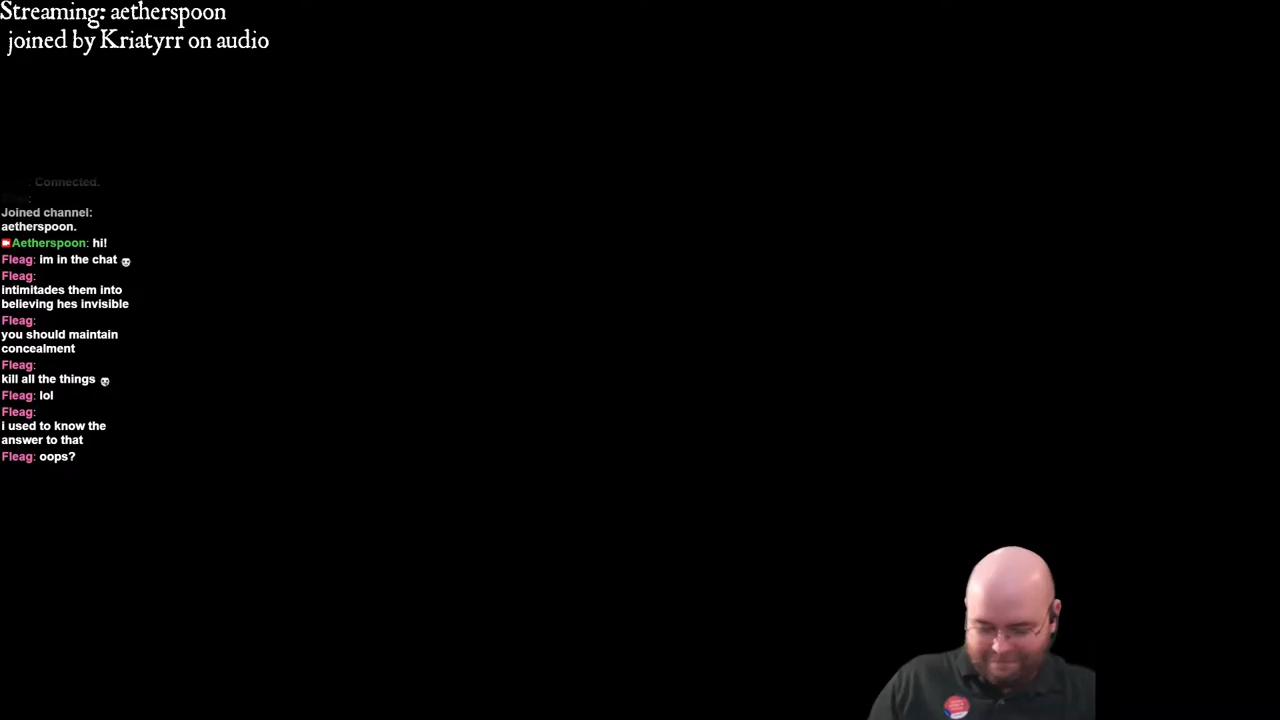 Streaming: aetherspoon
joined by Kriatyrr on audio
: Connected.
Joined channel:
aetherspoon.
Aetherspoon: hi!
Fleag: im in the chat
Fleag:
intimitades them into
believing hes invisible
Fleag:
you should maintain
concealment
Fleag:
kill all the things
Fleag: lol
Fleag:
i used to know the
answer to that
Fleag: oops?